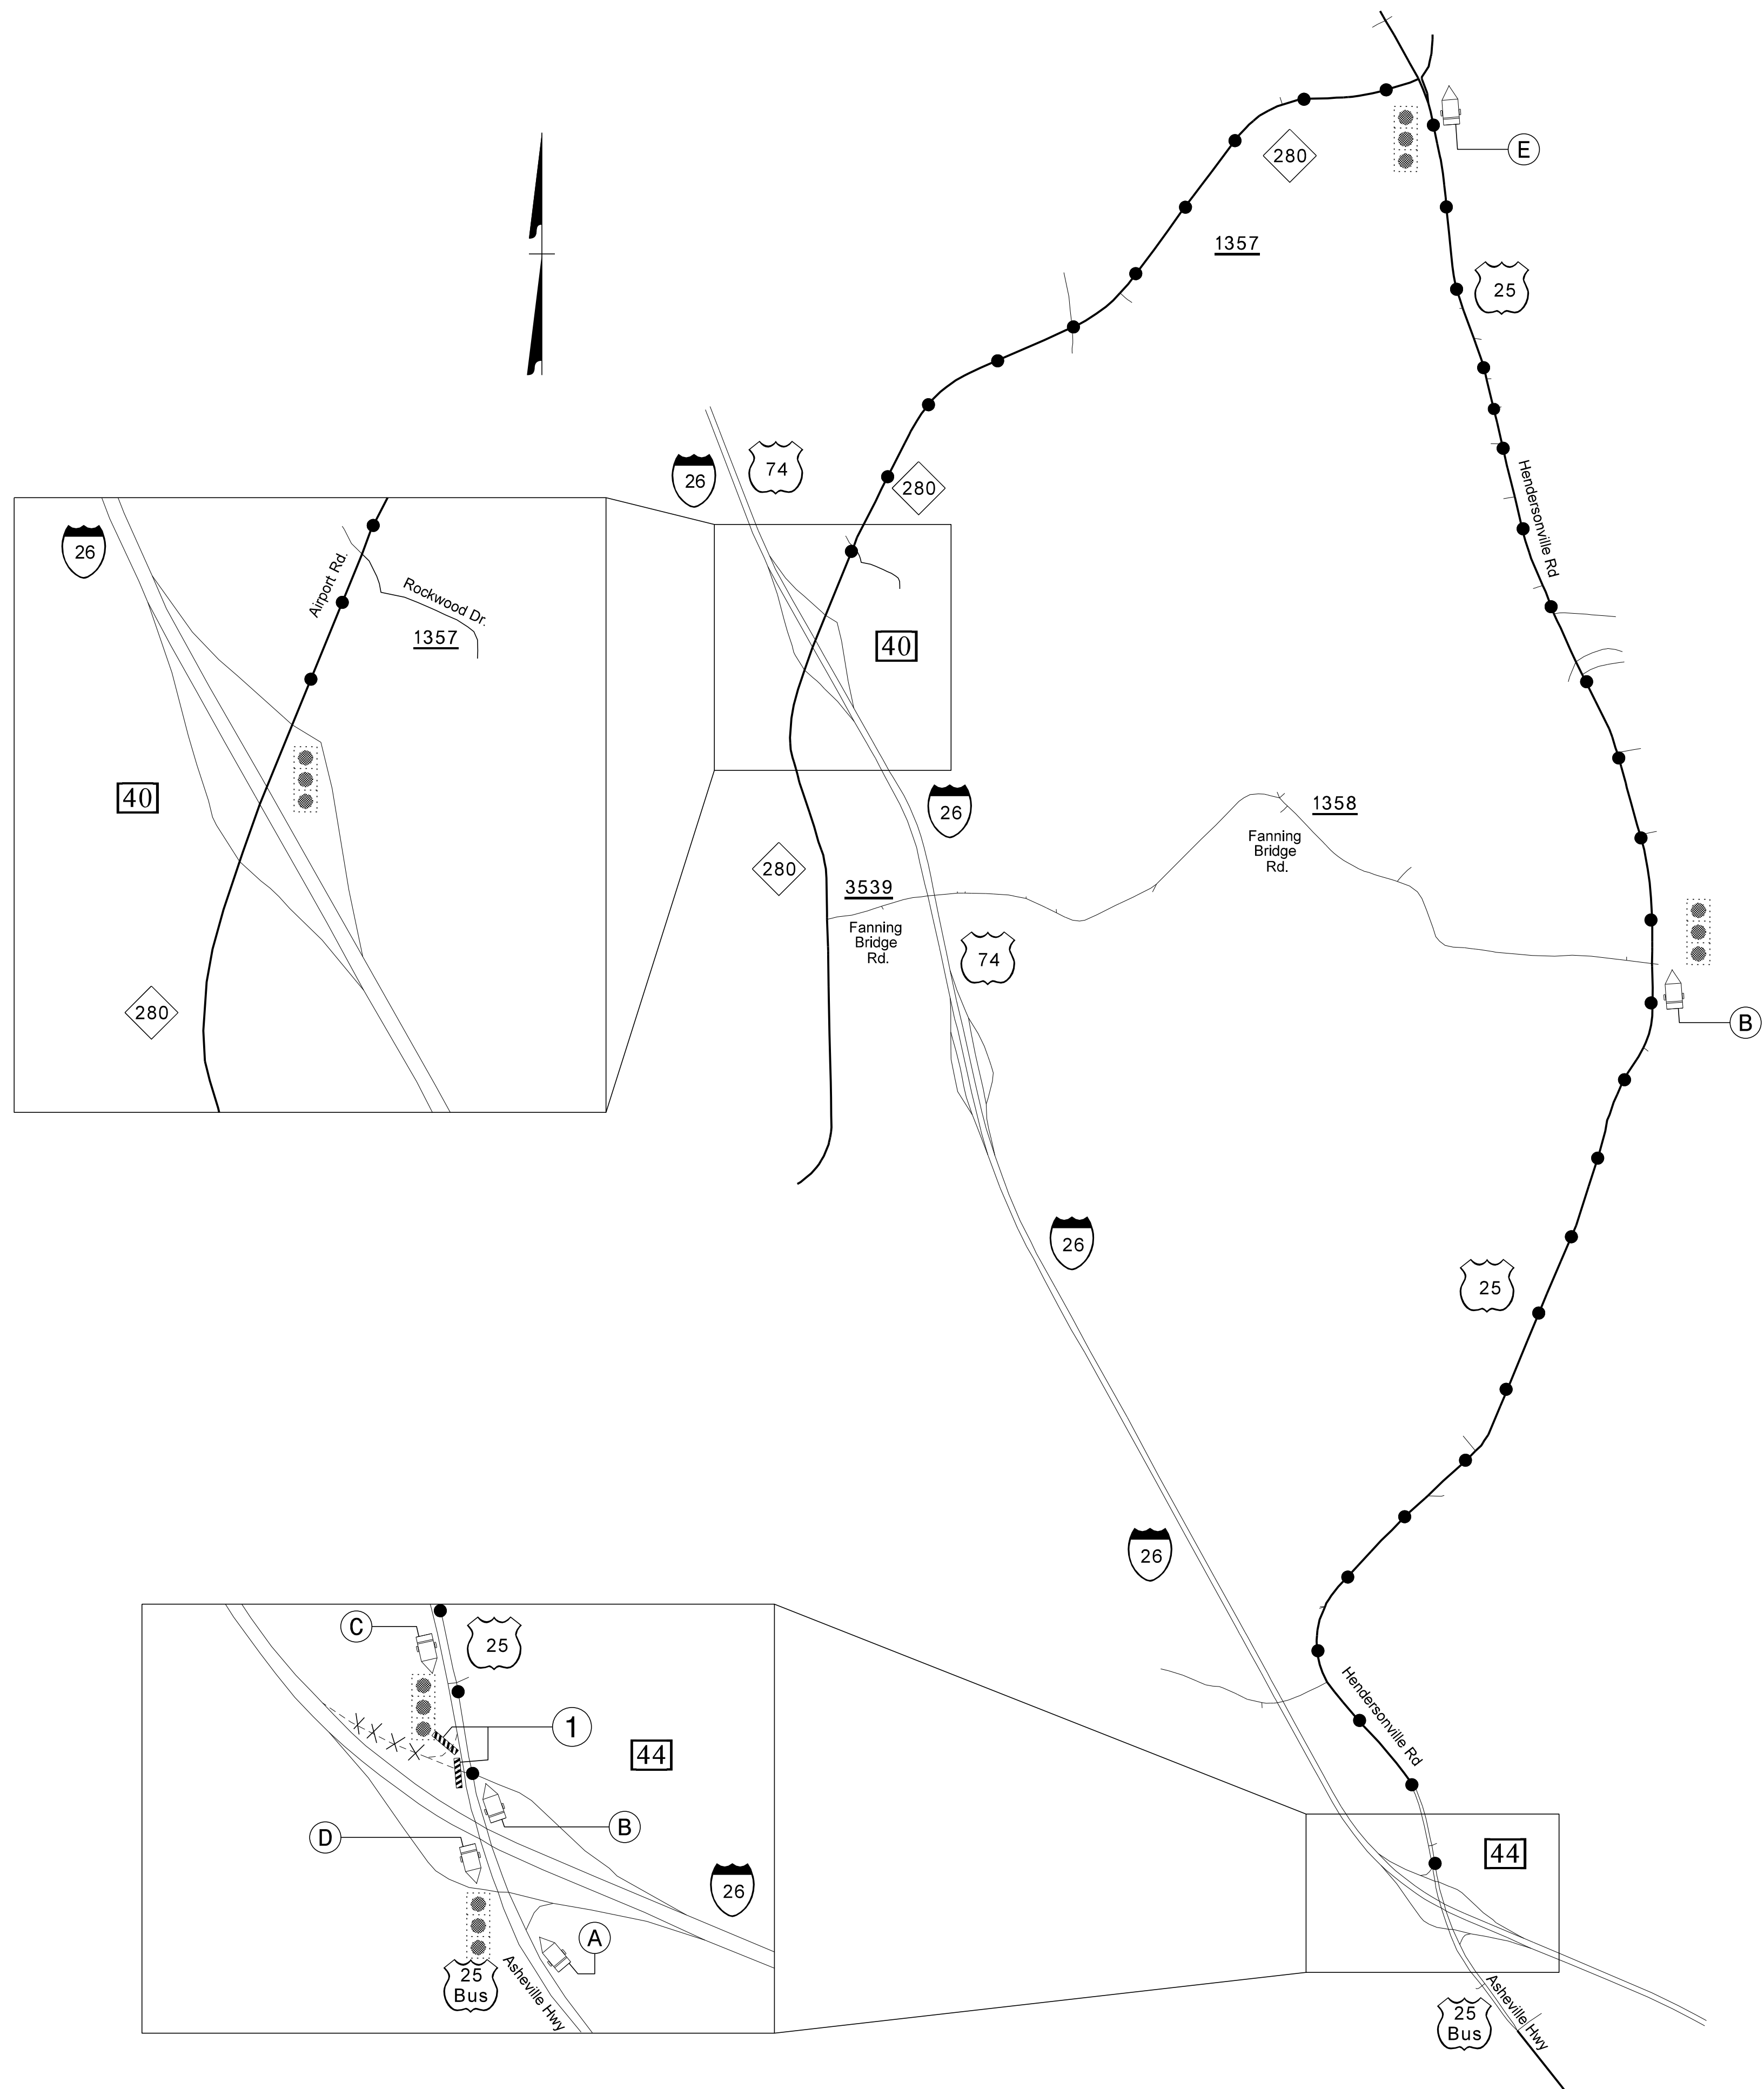 E
280
1357
25
Hendersonville Rd
26
74
280
26
Airport Rd.
Rockwood Dr.
1357
40
280
40
26
1358
Fanning
Bridge
Rd.
280
3539
Fanning
Bridge
Rd.
74
B
26
25
26
Hendersonville Rd
C
25
1
44
D
B
26
A
25
Bus
Asheville Hwy
44
25
Bus
Asheville Hwy